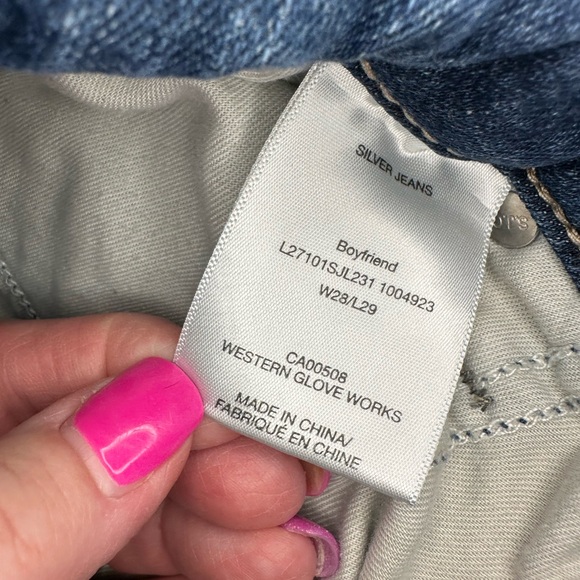 SILVER JEANS
Boyfriend
L27101SJL231 1004923
W28/L29
CA00508
WESTERN GLOVE WORKS
MADE IN CHINA/
FABRIQUÉ EN CHINE